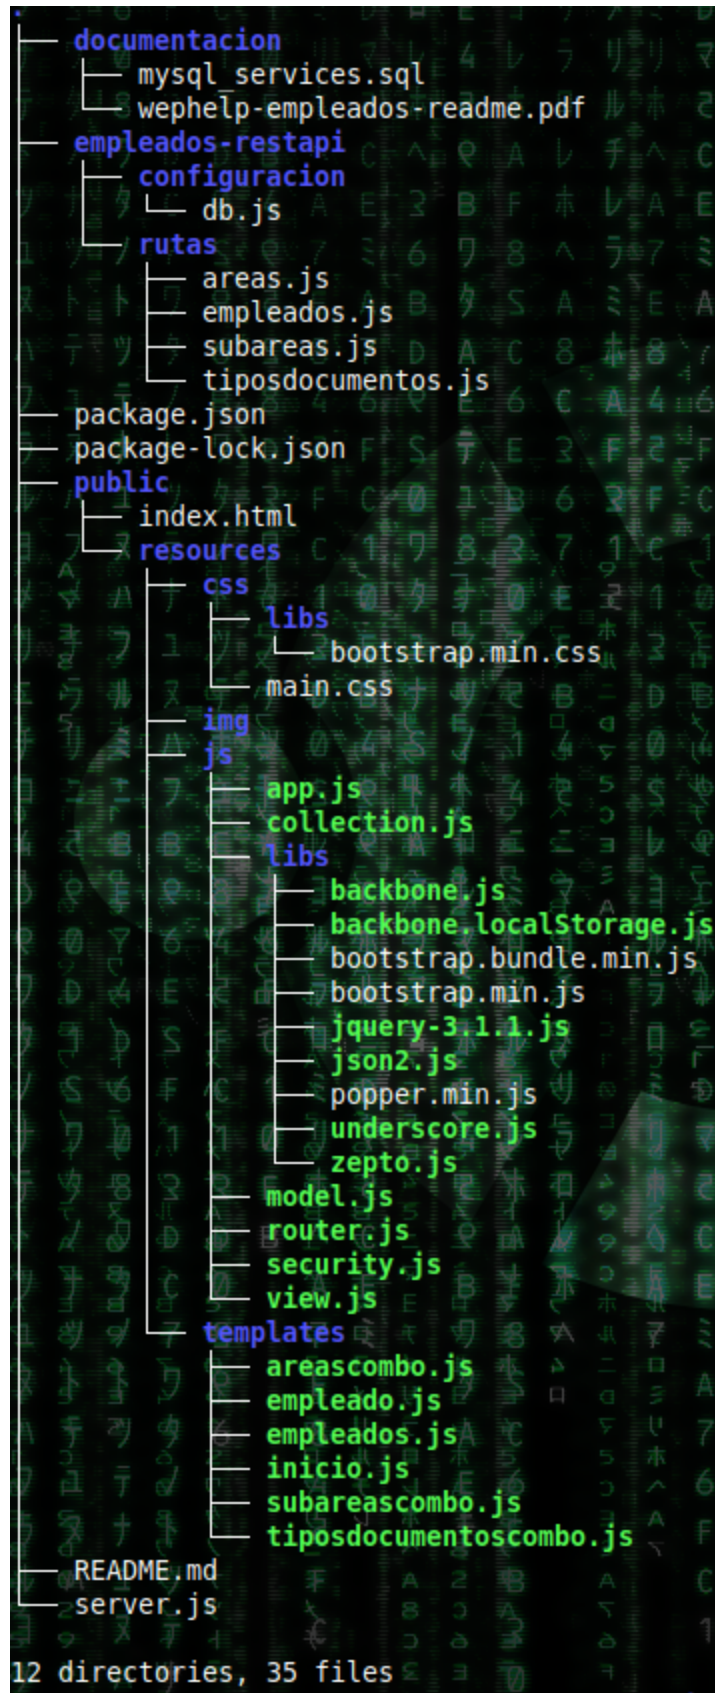 .
├── documentacion
│   ├── mysql_services.sql
│   └── wephelp-empleados-readme.pdf
├── empleados-restapi
│   ├── configuracion
│   │   └── db.js
│   └── rutas
│       ├── areas.js
│       ├── empleados.js
│       ├── subareas.js
│       └── tiposdocumentos.js
├── package.json
├── package-lock.json
├── public
│   ├── index.html
│   └── resources
│       ├── css
│       │   ├── libs
│       │   │   └── bootstrap.min.css
│       │   └── main.css
│       ├── img
│       ├── js
│       │   ├── app.js
│       │   ├── collection.js
│       │   ├── libs
│       │   │   ├── backbone.js
│       │   │   ├── backbone.localStorage.js
│       │   │   ├── bootstrap.bundle.min.js
│       │   │   ├── bootstrap.min.js
│       │   │   ├── jquery-3.1.1.js
│       │   │   ├── json2.js
│       │   │   ├── popper.min.js
│       │   │   ├── underscore.js
│       │   │   └── zepto.js
│       │   ├── model.js
│       │   ├── router.js
│       │   ├── security.js
│       │   └── view.js
│       └── templates
│           ├── areascombo.js
│           ├── empleado.js
│           ├── empleados.js
│           ├── inicio.js
│           ├── subareascombo.js
│           └── tiposdocumentoscombo.js
├── README.md
└── server.js
12 directories, 35 files